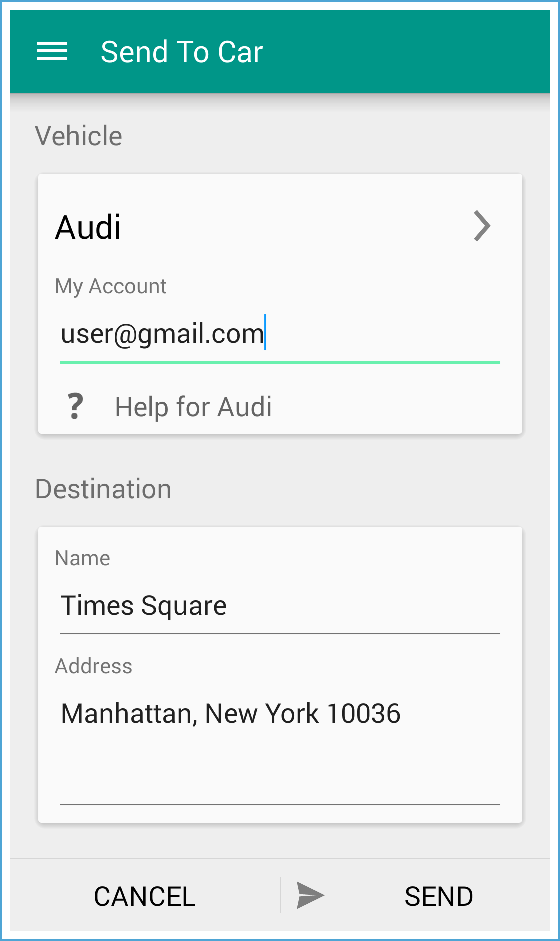 Send To Car
Vehicle
Audi
My Account
user@gmail.com
? Help for Audi
Destination
Name
Times Square
Address
Manhattan, New York 10036
CANCEL SEND